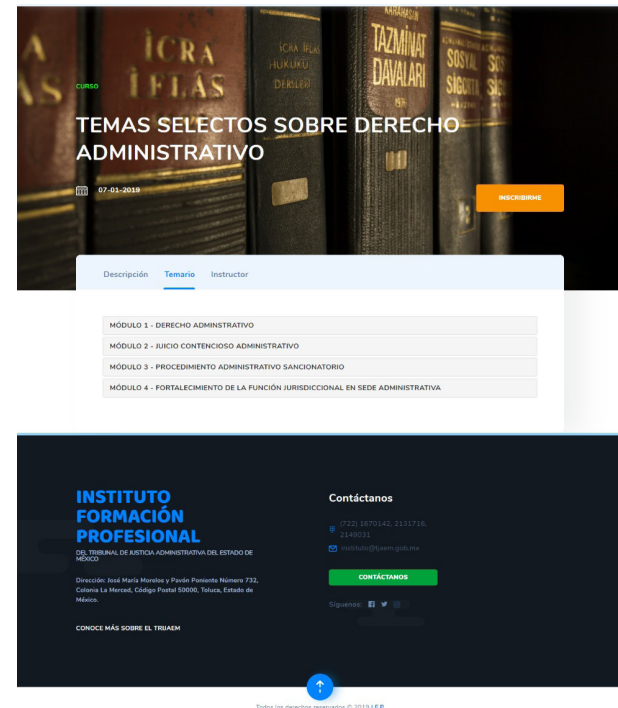 KARAHASAN
İCRA
İFLÂS
İCRA İFLAS
HUKUKU
DERSLERİ
TAZMİNAT
DAVALARI
1976
SOSYAL
SİGORTA
CURSO
TEMAS SELECTOS SOBRE DERECHO
ADMINISTRATIVO
07-01-2019
INSCRIBIRME
Descripción Temario Instructor
MÓDULO 1 - DERECHO ADMINSTRATIVO
MÓDULO 2 - JUICIO CONTENCIOSO ADMINISTRATIVO
MÓDULO 3 - PROCEDIMIENTO ADMINISTRATIVO SANCIONATORIO
MÓDULO 4 - FORTALECIMIENTO DE LA FUNCIÓN JURISDICCIONAL EN SEDE ADMINISTRATIVA
INSTITUTO
FORMACIÓN
PROFESIONAL
DEL TRIBUNAL DE JUSTICIA ADMINISTRATIVA DEL ESTADO DE
MÉXICO
Dirección: José María Morelos y Pavón Poniente Número 732,
Colonia La Merced, Código Postal 50000, Toluca, Estado de
México.
CONOCE MÁS SOBRE EL TRIJAEM
Contáctanos
(722) 1670142, 2131716,
2149031
instituto@tjaem.gob.mx
CONTÁCTANOS
Síguenos:
Todos los derechos reservados © 2019 I.F.P